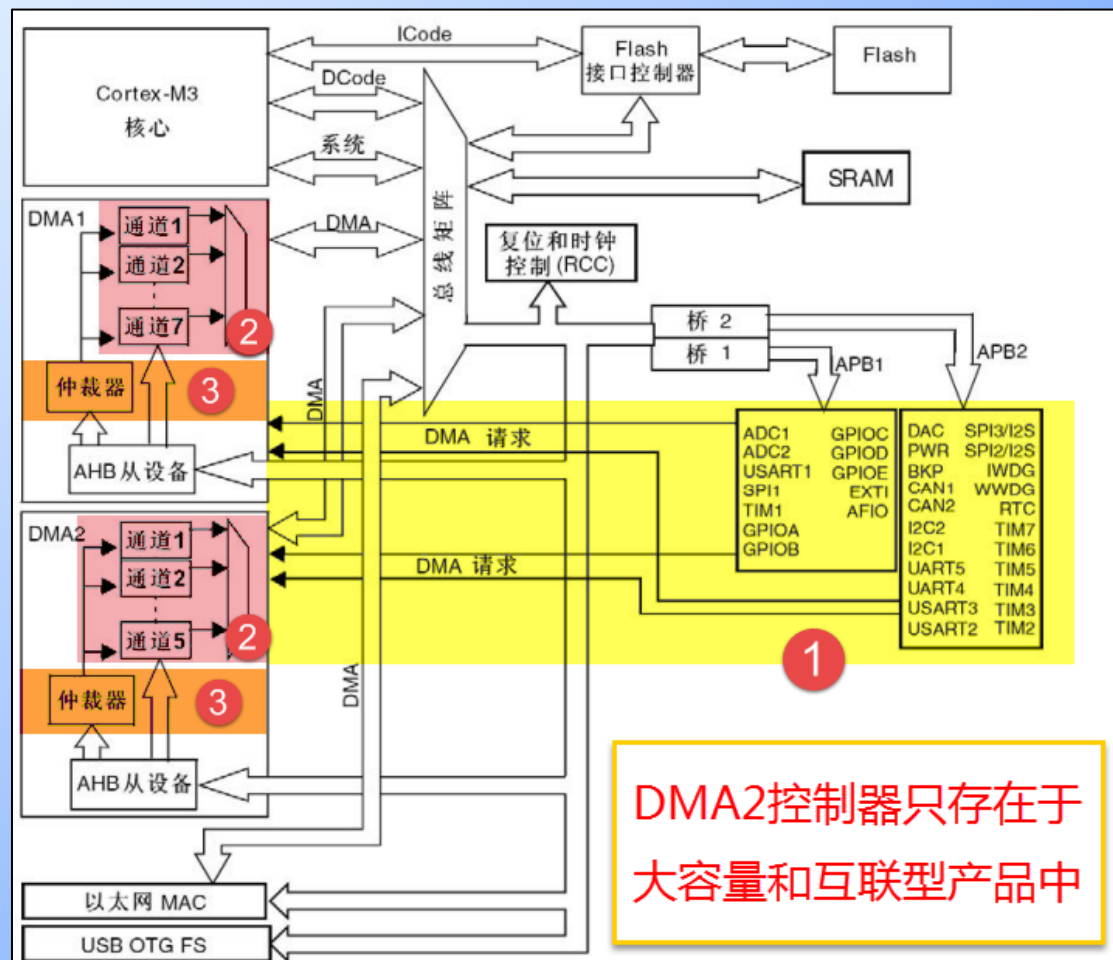 ICode
Cortex-M3
核心
DCode
系统
Flash
接口控制器
Flash
SRAM
DMA1
通道1
通道2
通道7
2
仲裁器
3
AHB从设备
DMA
总线矩阵
复位和时钟
控制(RCC)
桥 2
桥 1
APB1
APB2
DMA
DMA 请求
ADC1 GPIOC
ADC2 GPIOD
USART1 GPIOE
SPI1 EXTI
TIM1 AFIO
GPIOA
GPIOB
DAC SPI3/I2S
PWR SPI2/I2S
BKP IWDG
CAN1 WWDG
CAN2 RTC
I2C2 TIM7
I2C1 TIM6
UART5 TIM5
UART4 TIM4
USART3 TIM3
USART2 TIM2
DMA2
通道1
通道2
通道5
2
仲裁器
3
AHB从设备
DMA 请求
1
DMA
以太网 MAC
USB OTG FS
DMA2控制器只存在于
大容量和互联型产品中